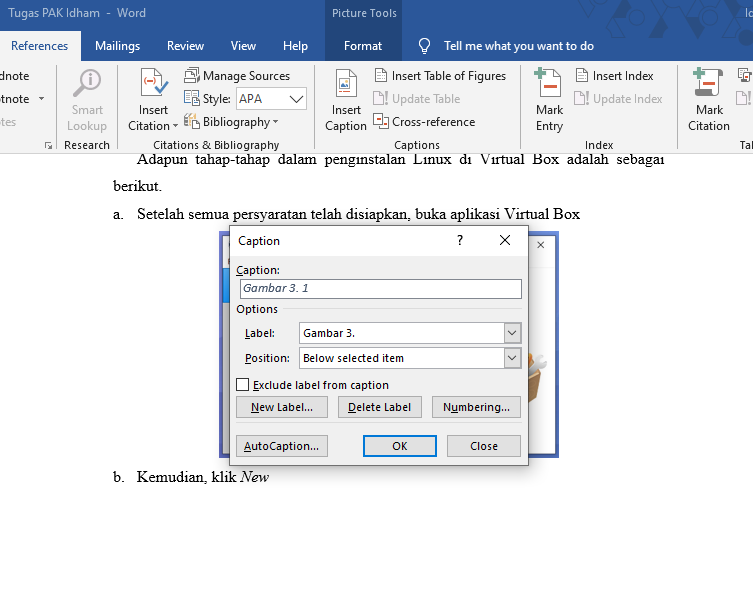 Tugas PAK Idham - Word
Picture Tools
References Mailings Review View Help Format Tell me what you want to do
Smart Lookup
Research
Insert Citation
Manage Sources
Style: APA
Bibliography
Citations & Bibliography
Insert Caption
Insert Table of Figures
Update Table
Cross-reference
Captions
Mark Entry
Insert Index
Update Index
Index
Mark Citation
Adapun tahap-tahap dalam penginstalan Linux di Virtual Box adalah sebagai
berikut.
a. Setelah semua persyaratan telah disiapkan, buka aplikasi Virtual Box
Caption ?
Caption:
Gambar 3. 1
Options
Label: Gambar 3.
Position: Below selected item
Exclude label from caption
New Label... Delete Label Numbering...
AutoCaption... OK Close
b. Kemudian, klik New